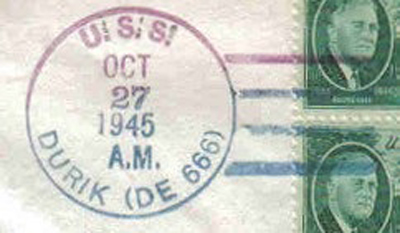 U.S.S.
OCT
27
1945
A.M.
DURIK (DE 666)